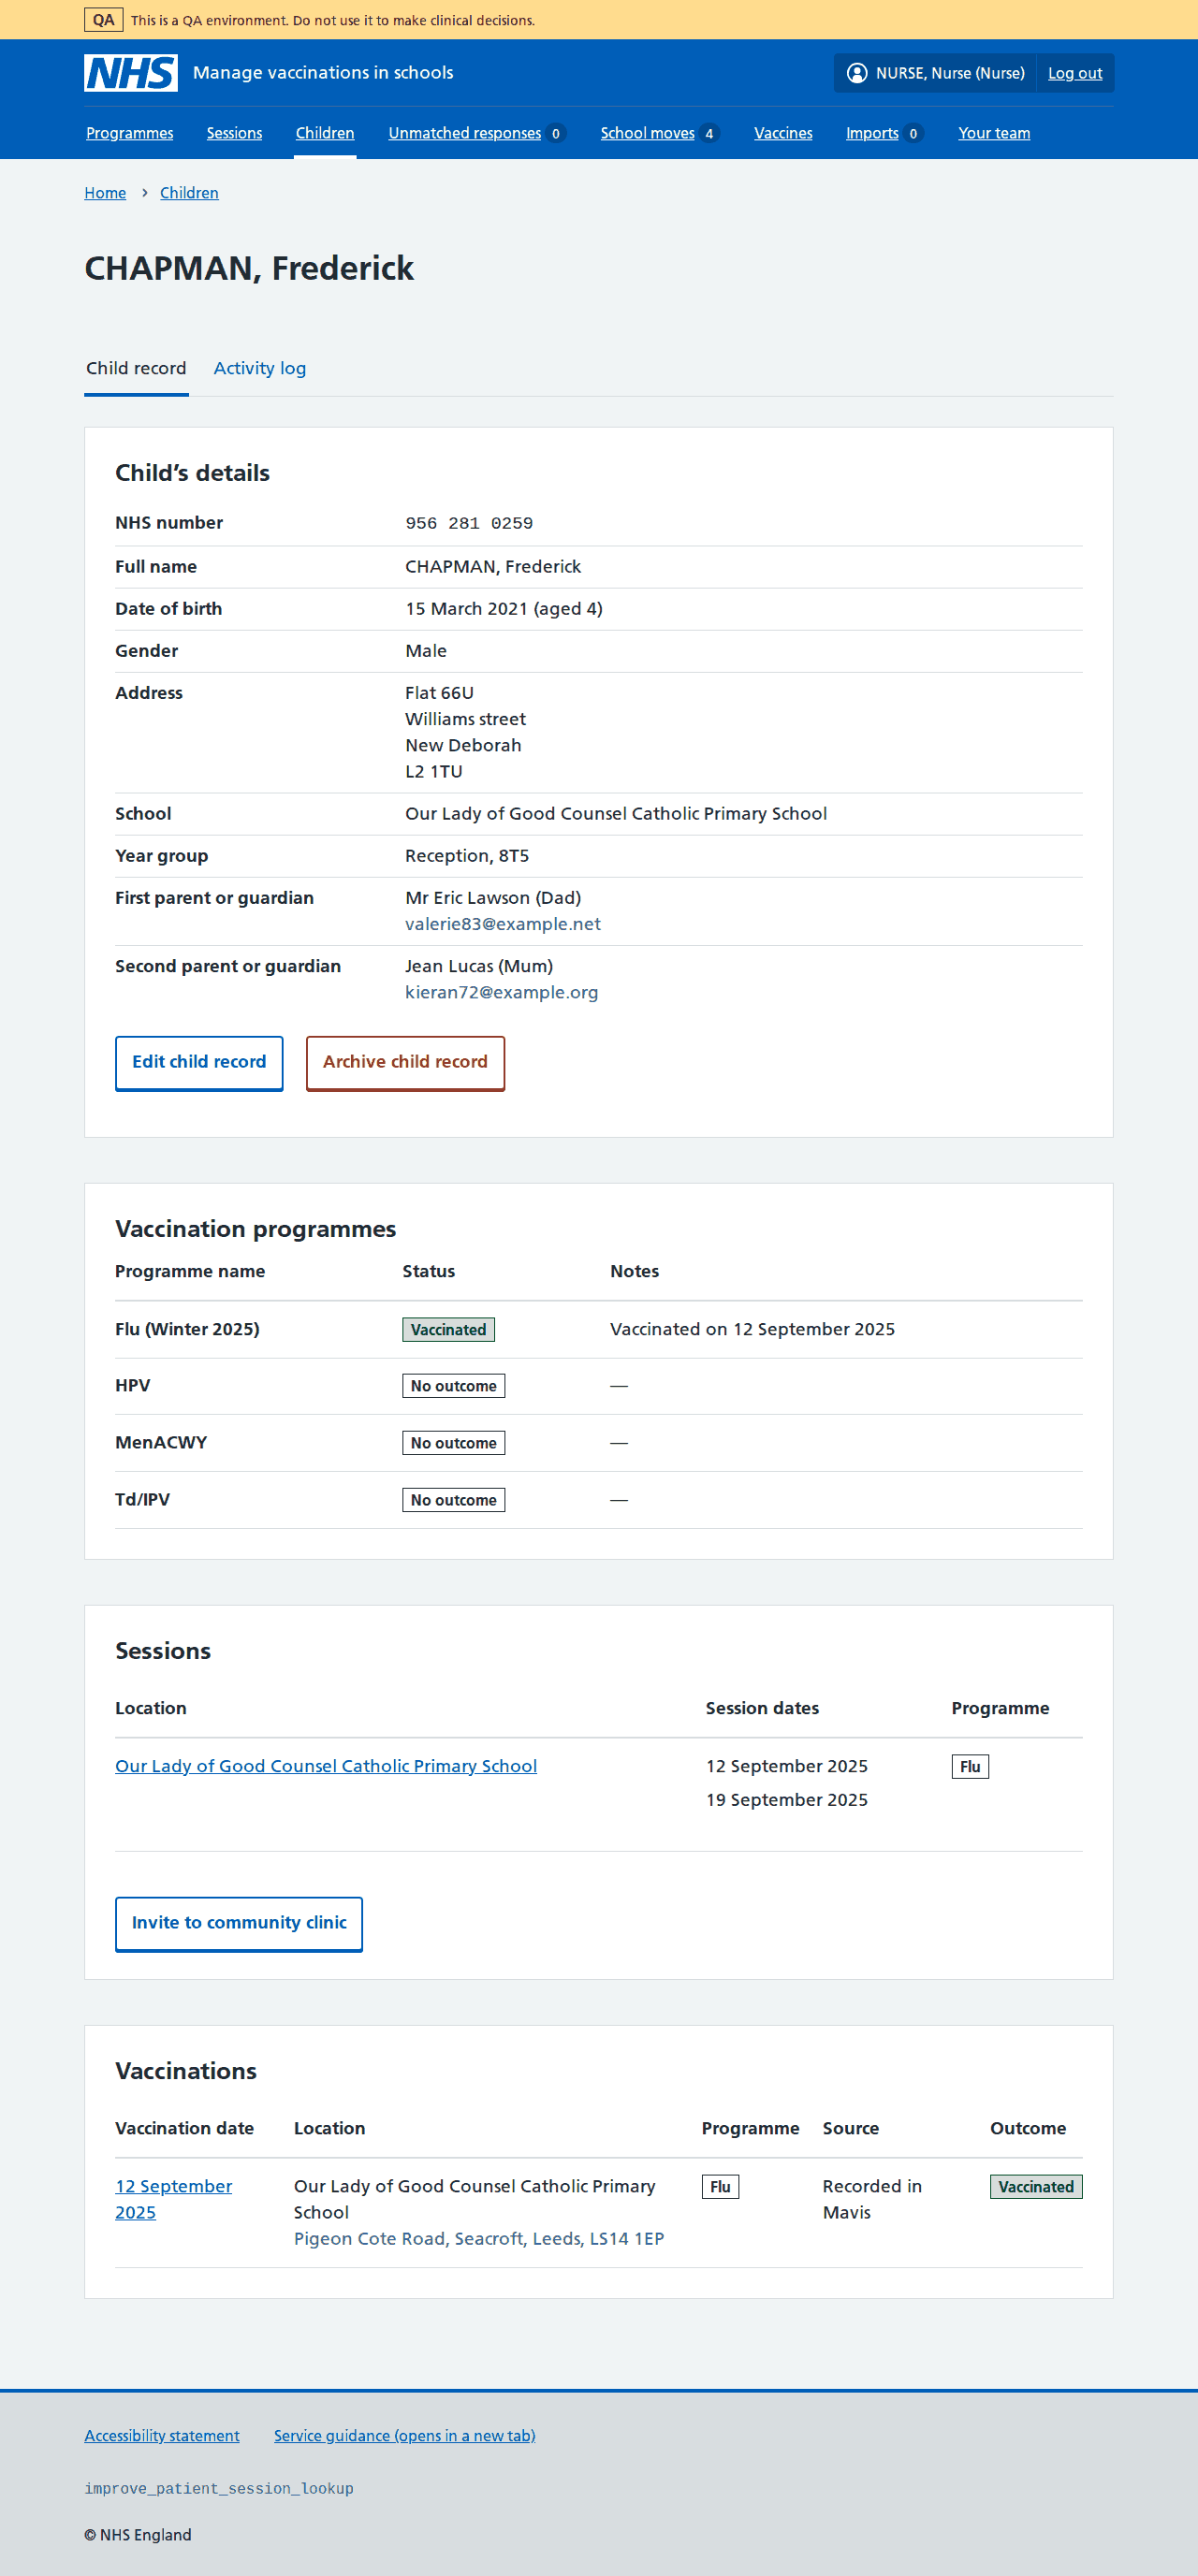 QA This is a QA environment. Do not use it to make clinical decisions.
NHS Manage vaccinations in schools NURSE, Nurse (Nurse) Log out
Programmes Sessions Children Unmatched responses 0 School moves 4 Vaccines Imports 0 Your team
Home › Children
CHAPMAN, Frederick
Child record Activity log
Child’s details
NHS number 956 281 0259
Full name CHAPMAN, Frederick
Date of birth 15 March 2021 (aged 4)
Gender Male
Address Flat 66U
Williams street
New Deborah
L2 1TU
School Our Lady of Good Counsel Catholic Primary School
Year group Reception, 8T5
First parent or guardian Mr Eric Lawson (Dad)
valerie83@example.net
Second parent or guardian Jean Lucas (Mum)
kieran72@example.org
Edit child record Archive child record
Vaccination programmes
Programme name Status Notes
Flu (Winter 2025) Vaccinated Vaccinated on 12 September 2025
HPV No outcome —
MenACWY No outcome —
Td/IPV No outcome —
Sessions
Location Session dates Programme
Our Lady of Good Counsel Catholic Primary School 12 September 2025 Flu
19 September 2025
Invite to community clinic
Vaccinations
Vaccination date Location Programme Source Outcome
12 September Our Lady of Good Counsel Catholic Primary Flu Recorded in Vaccinated
2025 School Mavis
Pigeon Cote Road, Seacroft, Leeds, LS14 1EP
Accessibility statement Service guidance (opens in a new tab)
improve_patient_session_lookup
© NHS England